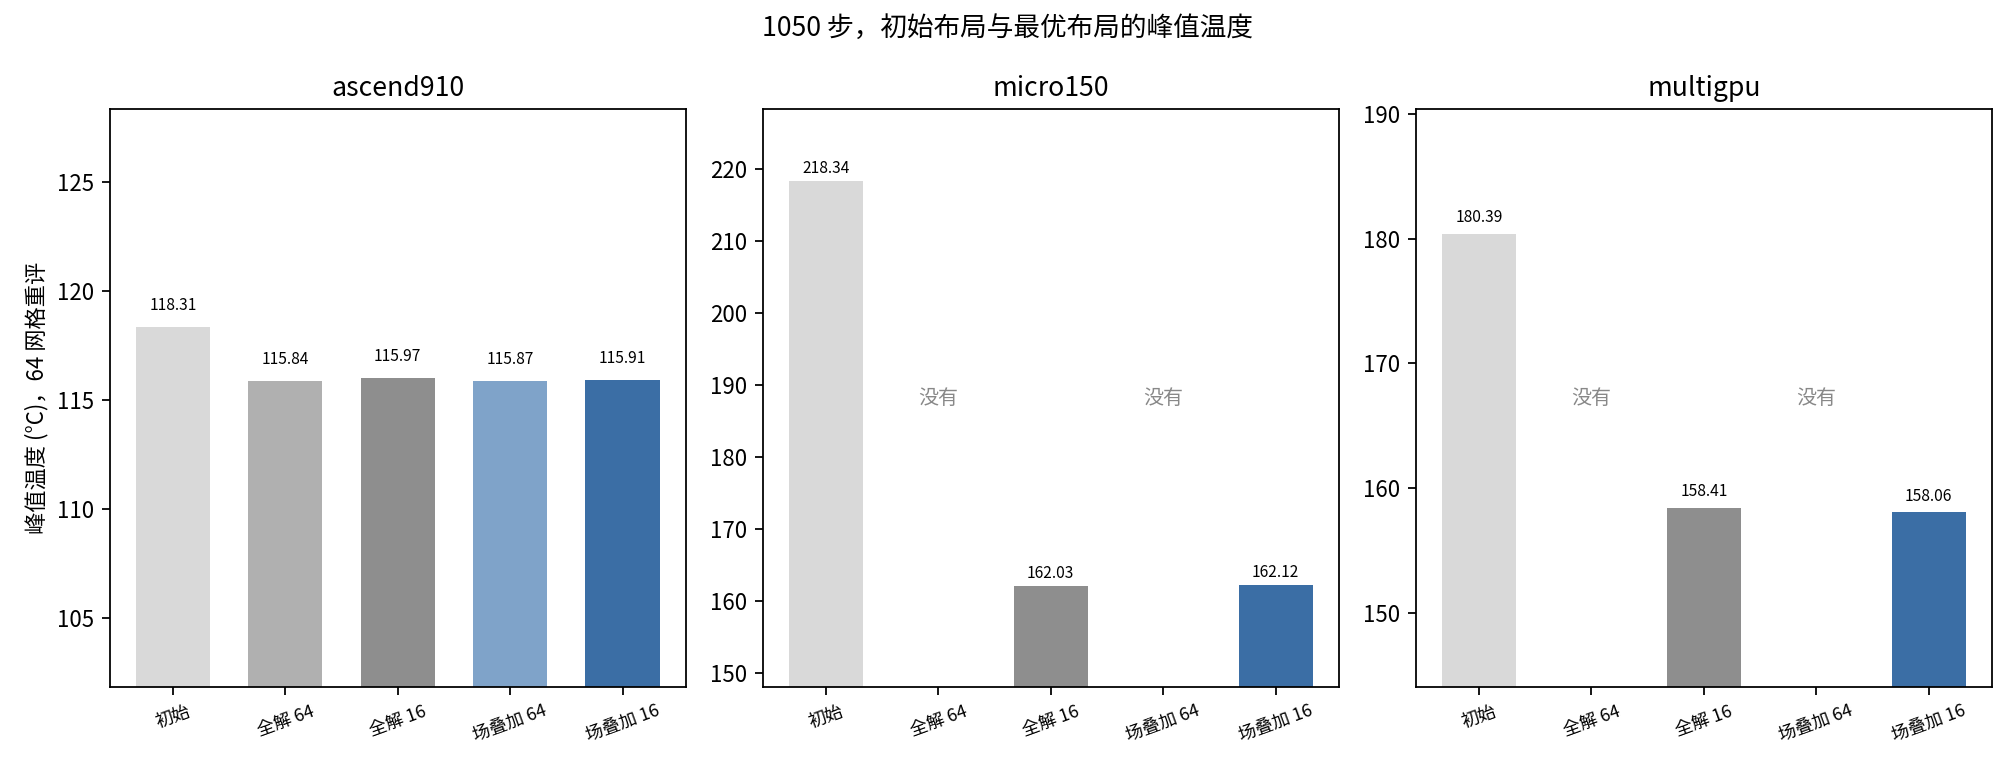 1050 步，初始布局与最优布局的峰值温度
ascend910
峰值温度 (°C)，64 网格重评
125
120
115
110
105
118.31
115.84
115.97
115.87
115.91
初始
全解 64
全解 16
场叠加 64
场叠加 16
micro150
220
210
200
190
180
170
160
150
218.34
没有
162.03
没有
162.12
初始
全解 64
全解 16
场叠加 64
场叠加 16
multigpu
190
180
170
160
150
180.39
没有
158.41
没有
158.06
初始
全解 64
全解 16
场叠加 64
场叠加 16